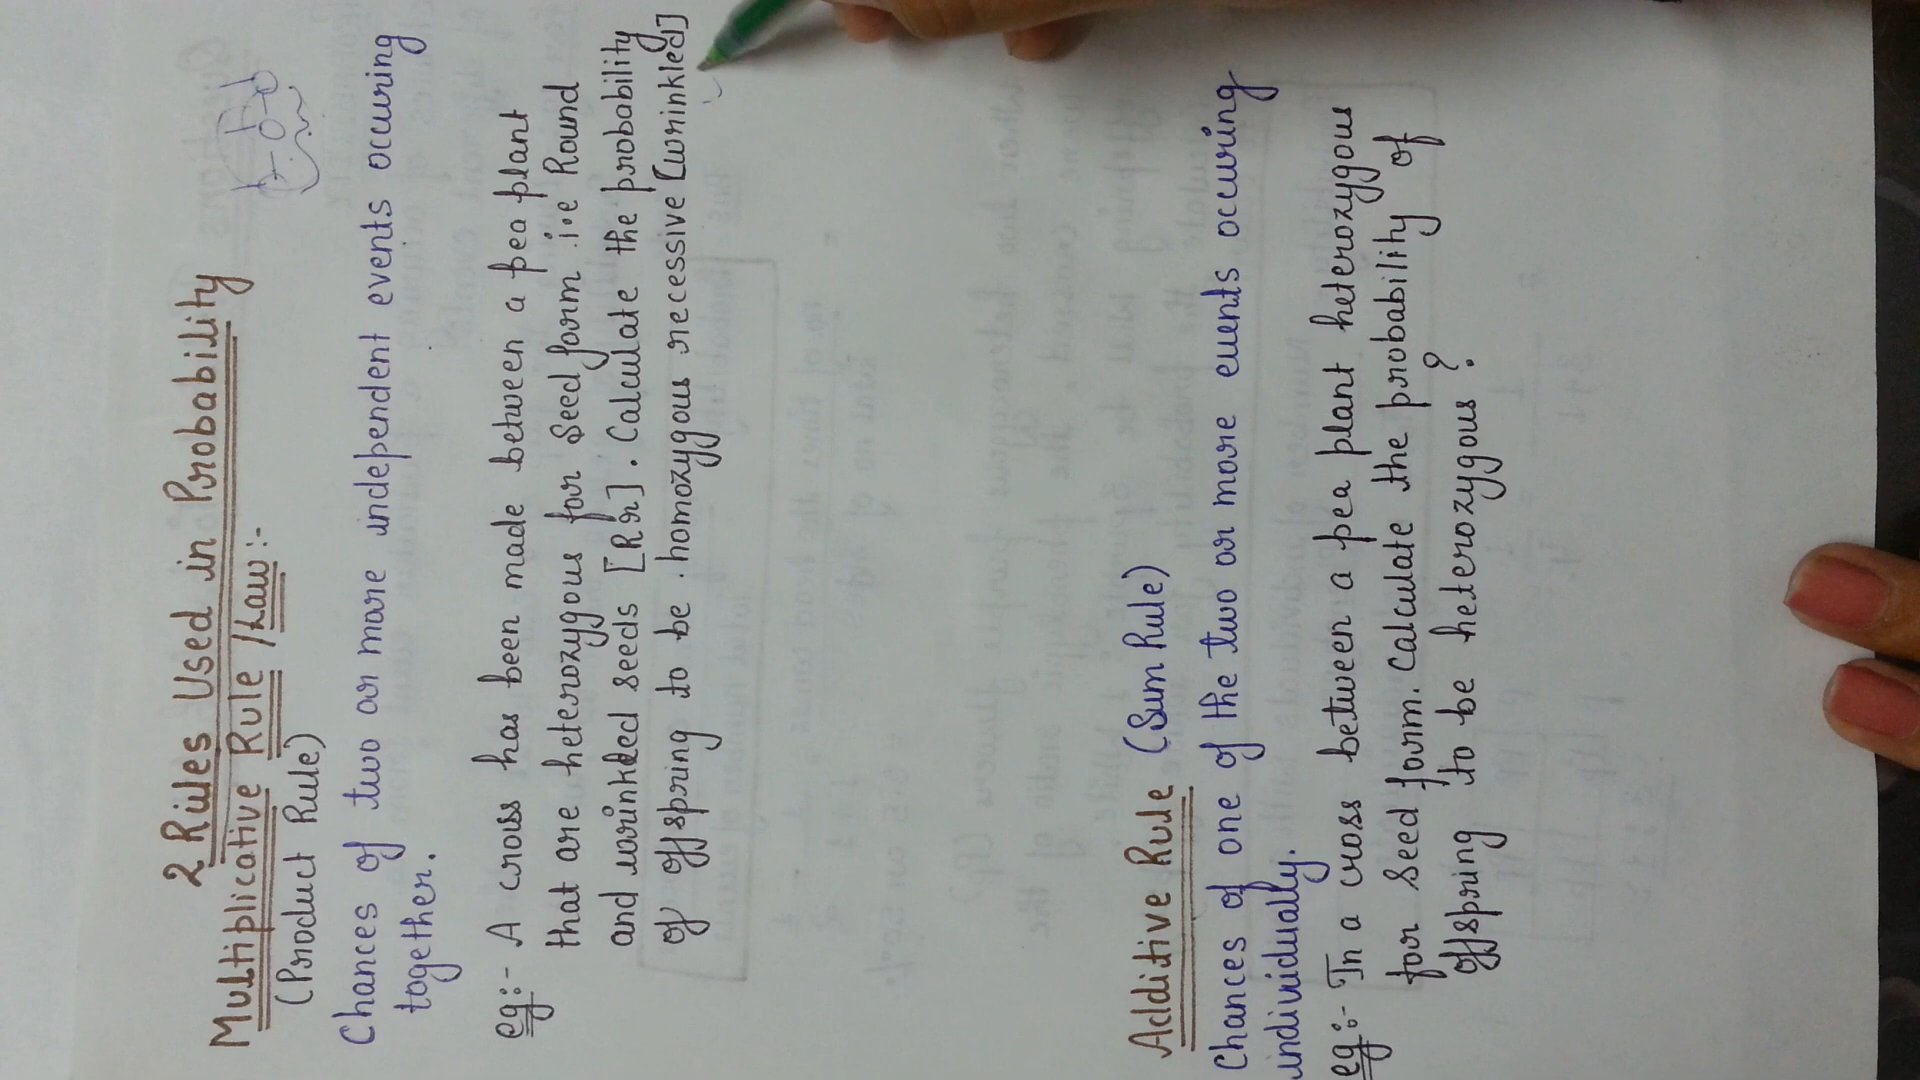 2 Rules Used in Probability
Multiplicative Rule /Law:-
(Product Rule)
Chances of two or more independent events occuring
together.
eg:- A cross has been made between a pea plant
that are heterozygous for Seed form i.e Round
and wrinkled seeds [Rr]. Calculate the probability
of offspring to be homozygous recessive [wrinkled]
Additive Rule (Sum Rule)
Chances of one of the two or more events occuring
individually.
eg:- In a cross between a pea plant heterozygous
for Seed form. Calculate the probability of
offspring to be heterozygous?